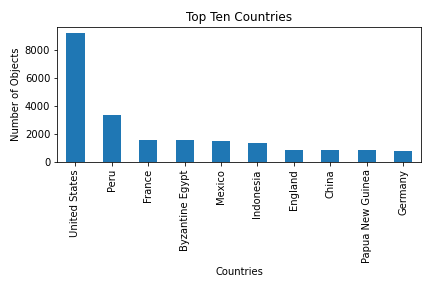 Top Ten Countries
Number of Objects
8000
6000
4000
2000
0
United States
Peru
France
Byzantine Egypt
Mexico
Indonesia
England
China
Papua New Guinea
Germany
Countries